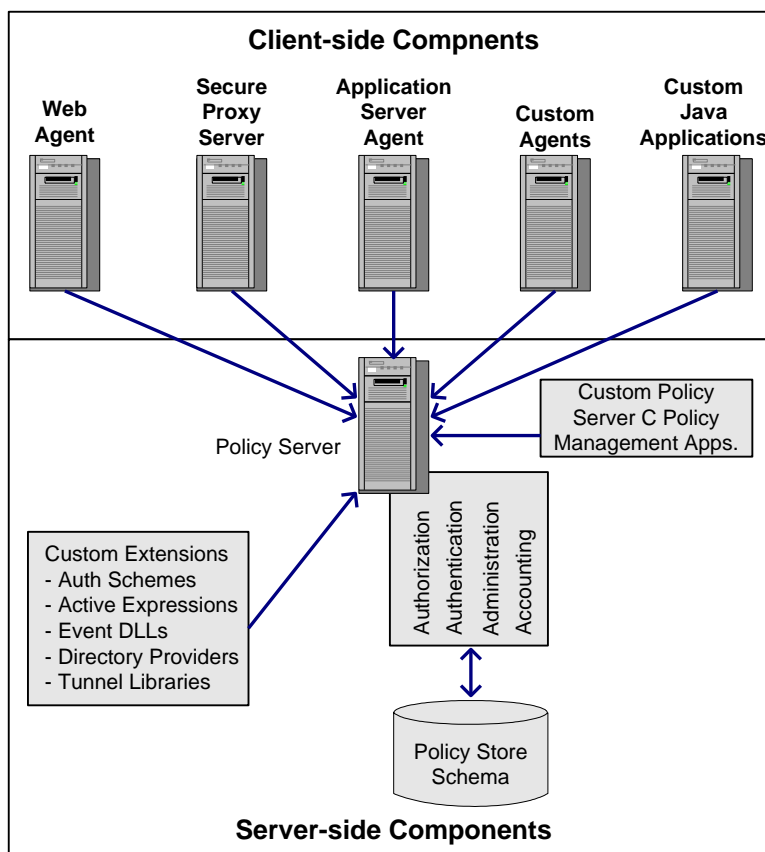 Client-side Compnents
Web
Agent
Secure
Proxy
Server
Application
Server
Agent
Custom
Agents
Custom
Java
Applications
Policy Server
Custom Policy
Server C Policy
Management Apps.
Custom Extensions
- Auth Schemes
- Active Expressions
- Event DLLs
- Directory Providers
- Tunnel Libraries
Authorization
Authentication
Administration
Accounting
Policy Store
Schema
Server-side Components